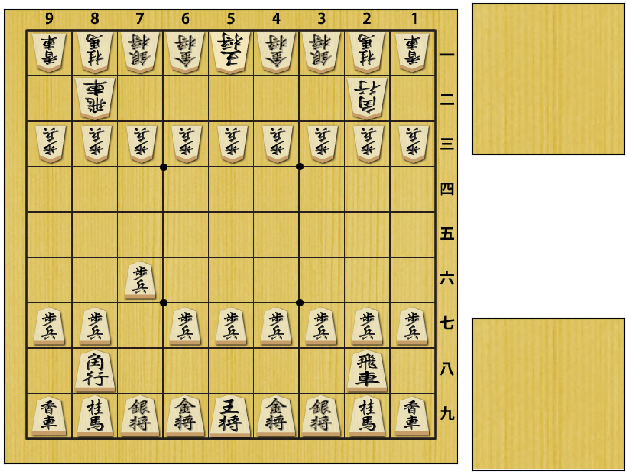 9 8 7 6 5 4 3 2 1
香車 桂馬 銀将 金将 王将 金将 銀将 桂馬 香車 一
飛車 角行 二
歩兵 歩兵 歩兵 歩兵 歩兵 歩兵 歩兵 歩兵 歩兵 三
四
五
歩兵 六
歩兵 歩兵 歩兵 歩兵 歩兵 歩兵 歩兵 歩兵 七
角行 飛車 八
香車 桂馬 銀将 金将 王将 金将 銀将 桂馬 香車 九